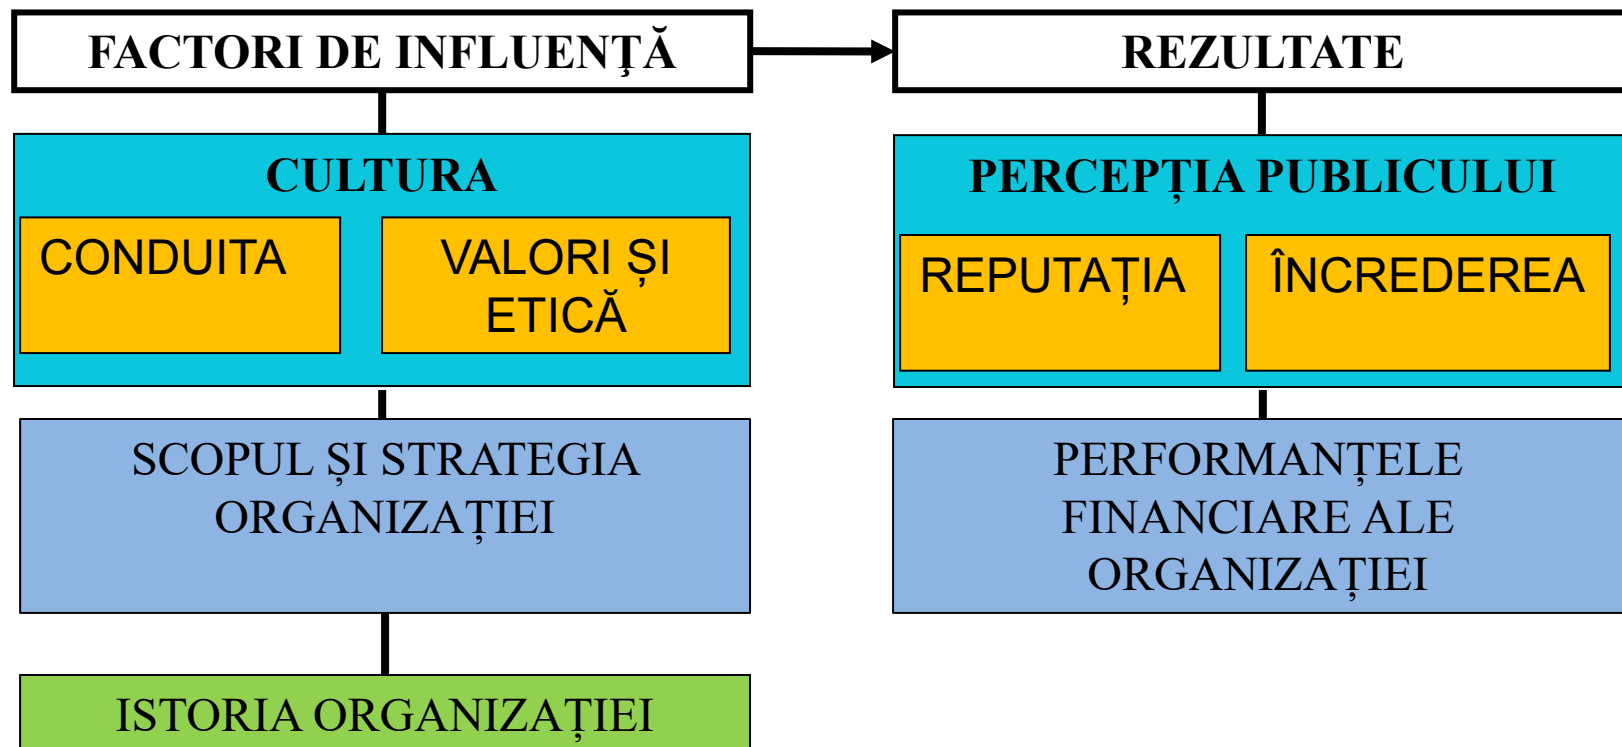 FACTORI DE INFLUENŢĂ
REZULTATE
CULTURA
CONDUITA
VALORI ȘI
ETICĂ
PERCEPȚIA PUBLICULUI
REPUTAȚIA
ÎNCREDEREA
SCOPUL ȘI STRATEGIA
ORGANIZAȚIEI
PERFORMANȚELE
FINANCIARE ALE
ORGANIZAȚIEI
ISTORIA ORGANIZAȚIEI